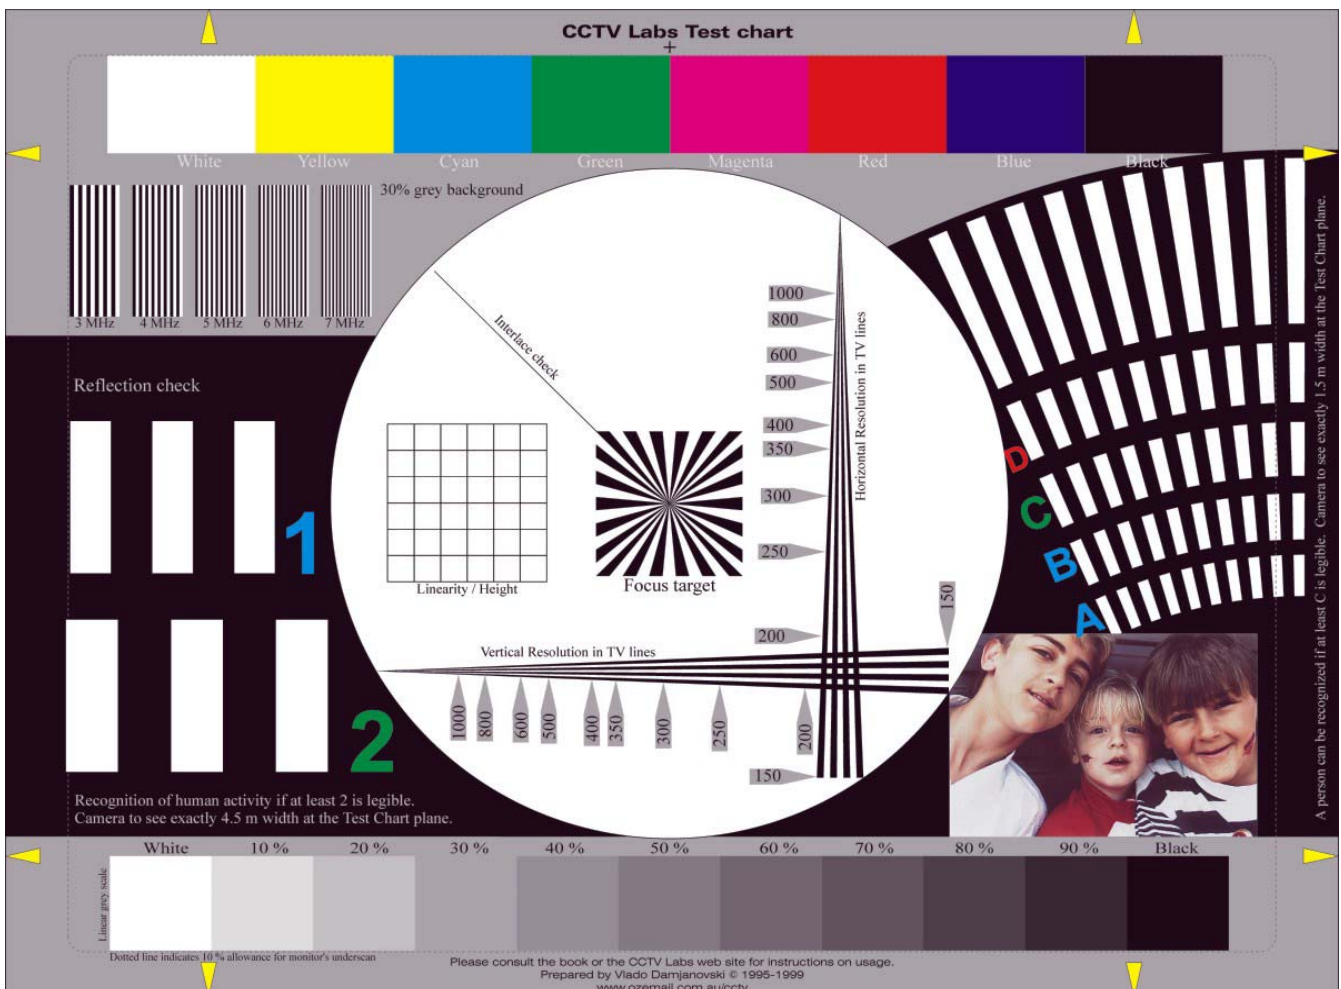 CCTV Labs Test chart
White Yellow Cyan Green Magenta Red Blue Black
30% grey background
3 MHz 4 MHz 5 MHz 6 MHz 7 MHz
Interlace check
1000
800
600
500
400
350
300
250
200
150
Horizontal Resolution in TV lines
Reflection check
1
Linearity / Height
Focus target
D
C
B
A
150
Vertical Resolution in TV lines
1000 800 600 500 400 350 300 250 200
2
Recognition of human activity if at least 2 is legible.
Camera to see exactly 4.5 m width at the Test Chart plane.
A person can be recognized if at least C is legible. Camera to see exactly 1.5 m width at the Test Chart plane.
White 10 % 20 % 30 % 40 % 50 % 60 % 70 % 80 % 90 % Black
Linear grey scale
Dotted line indicates 10 % allowance for monitor's underscan
Please consult the book or the CCTV Labs web site for instructions on usage.
Prepared by Vlado Damjanovski © 1995-1999
www.ozemail.com.au/cctv